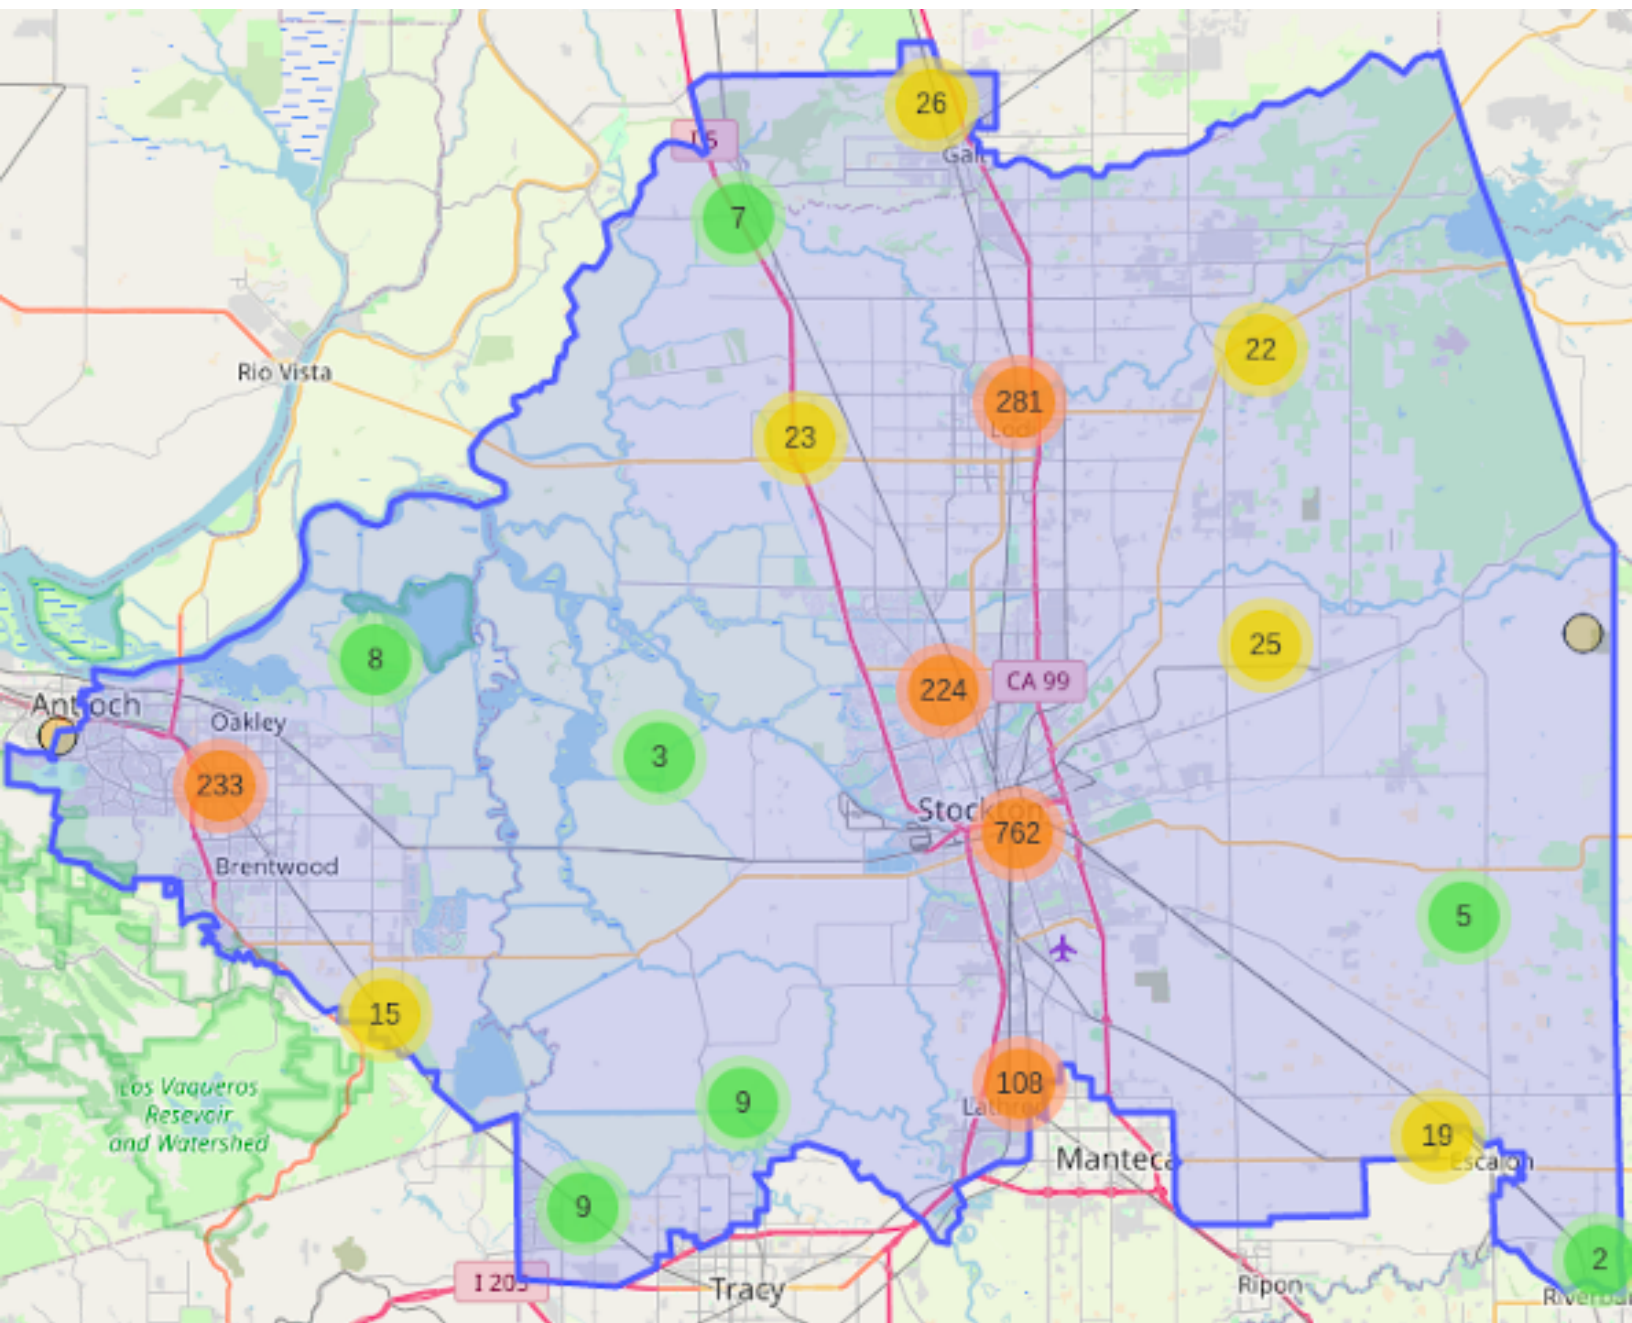 26
I 5
Galt
7
22
Rio Vista
281
Lodi
23
25
8
224
CA 99
Antioch
Oakley
3
233
Stockton
762
Brentwood
5
15
108
Los Vaqueros
Resevoir
and Watershed
9
Lathrop
19
Manteca
Escalon
9
2
I 205
Tracy
Ripon